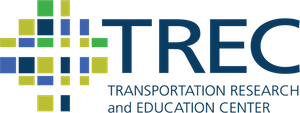 TREC
TRANSPORTATION RESEARCH
and EDUCATION CENTER